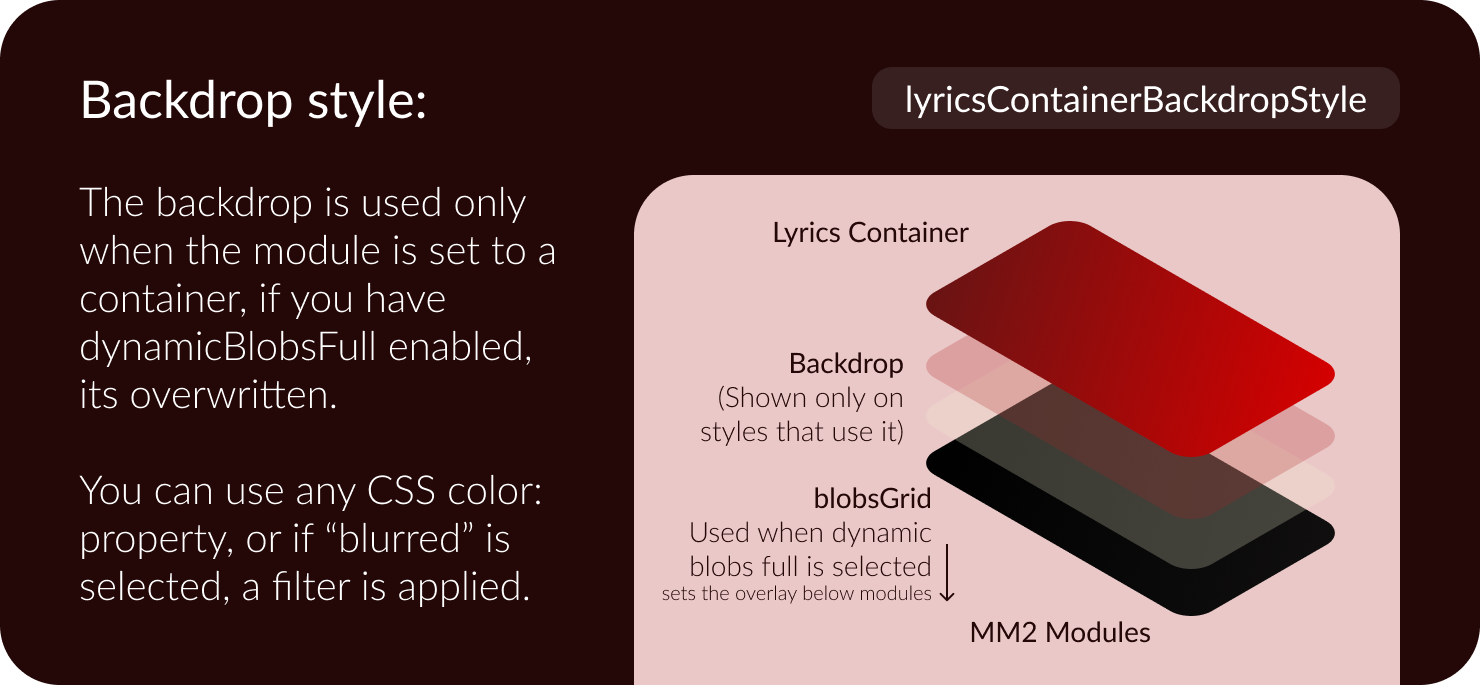 Backdrop style:
lyricsContainerBackdropStyle
The backdrop is used only
when the module is set to a
container, if you have
dynamicBlobsFull enabled,
its overwritten.
You can use any CSS color:
property, or if “blurred” is
selected, a filter is applied.
Lyrics Container
Backdrop
(Shown only on
styles that use it)
blobsGrid
Used when dynamic
blobs full is selected
sets the overlay below modules
MM2 Modules